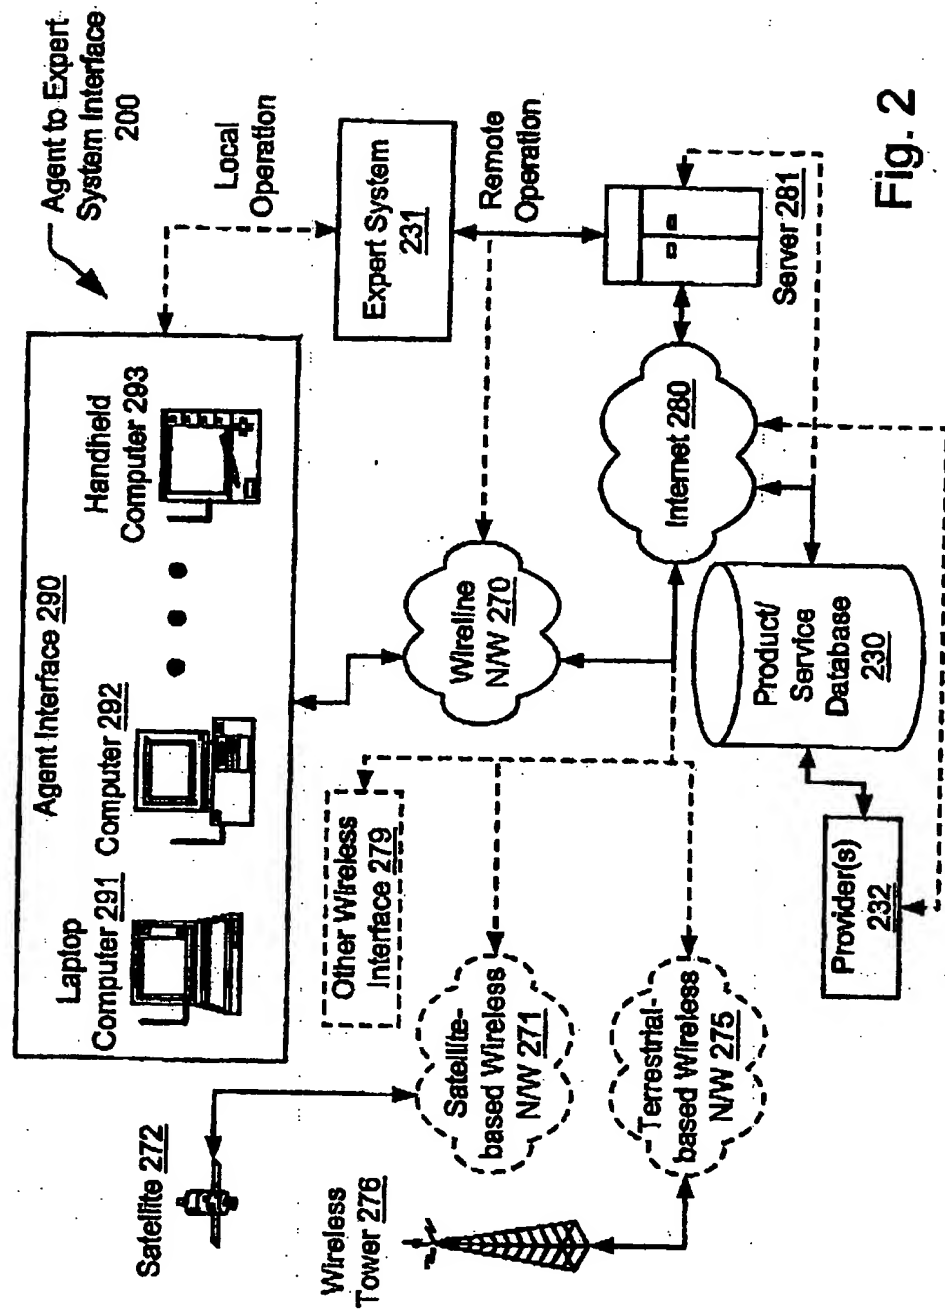 Agent to Expert
System Interface
200
Agent Interface 290
Laptop
Computer 291
Computer 292
Handheld
Computer 293
Local
Operation
Satellite 272
Wireless
Tower 276
Other Wireless
Interface 279
Satellite-
based Wireless
N/W 271
Terrestrial-
based Wireless
N/W 275
Wireline
N/W 270
Expert System
231
Remote
Operation
Internet 280
Server 281
Provider(s)
232
Product/
Service
Database
230
Fig. 2